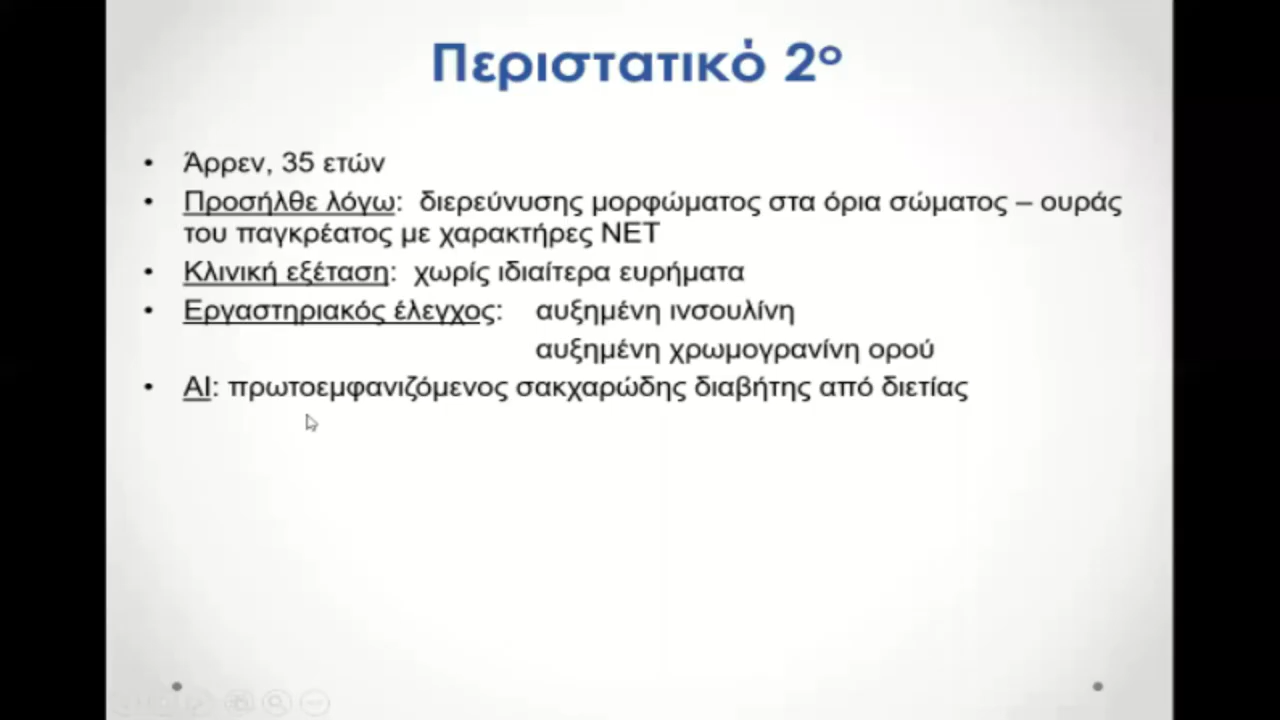 Περιστατικό 2ο
• Άρρεν, 35 ετών
• Προσήλθε λόγω: διερεύνυσης μορφώματος στα όρια σώματος – ουράς
του παγκρέατος με χαρακτήρες NET
• Κλινική εξέταση: χωρίς ιδιαίτερα ευρήματα
• Εργαστηριακός έλεγχος: αυξημένη ινσουλίνη
αυξημένη χρωμογρανίνη ορού
• ΑΙ: πρωτοεμφανιζόμενος σακχαρώδης διαβήτης από διετίας